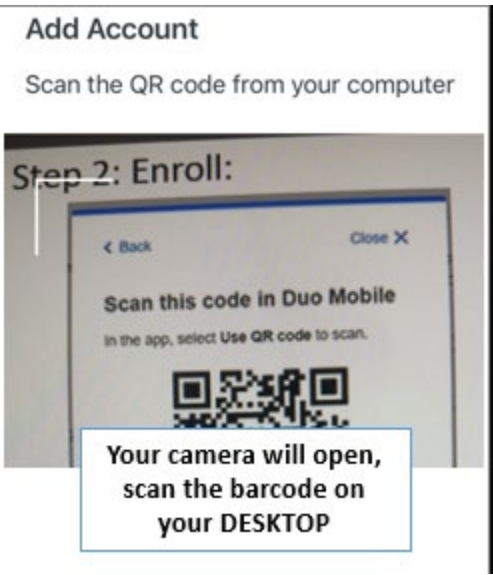 Add Account
Scan the QR code from your computer
Step 2: Enroll:
< Back
Close X
Scan this code in Duo Mobile
In the app, select Use QR code to scan.
Your camera will open,
scan the barcode on
your DESKTOP